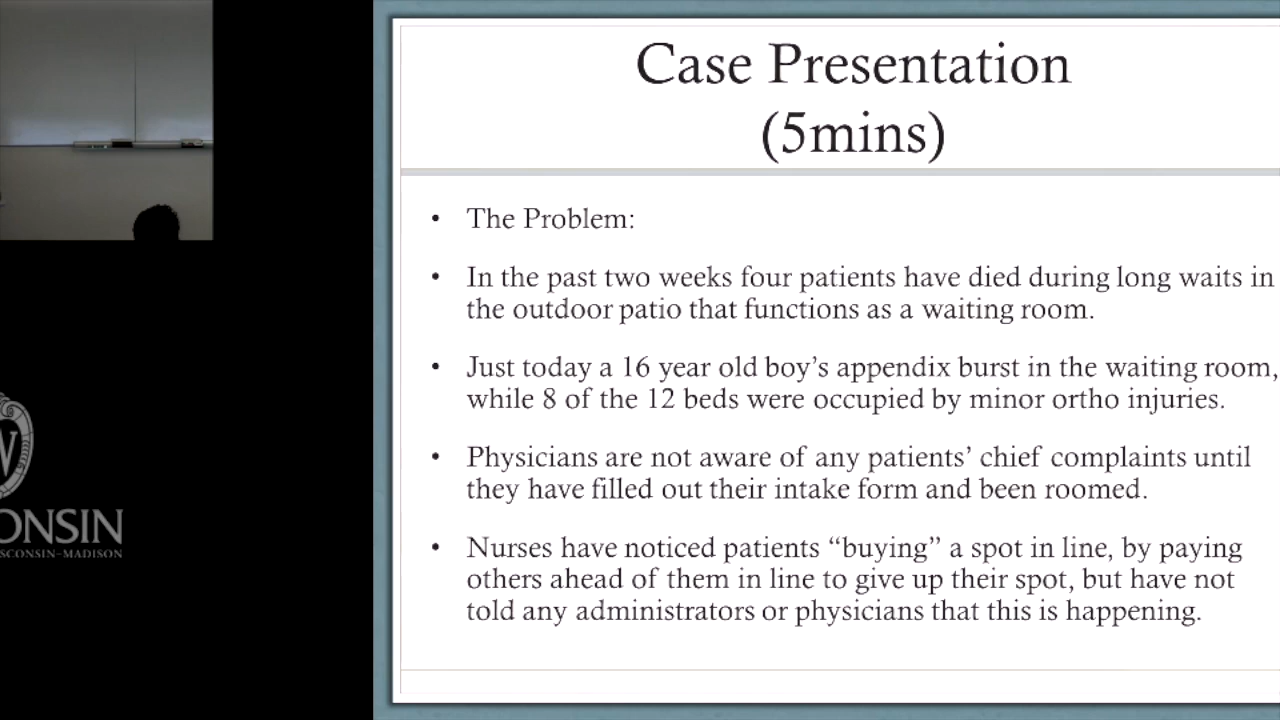 Case Presentation
(5mins)
• The Problem:
• In the past two weeks four patients have died during long waits in
the outdoor patio that functions as a waiting room.
• Just today a 16 year old boy’s appendix burst in the waiting room,
while 8 of the 12 beds were occupied by minor ortho injuries.
• Physicians are not aware of any patients’ chief complaints until
they have filled out their intake form and been roomed.
• Nurses have noticed patients “buying” a spot in line, by paying
others ahead of them in line to give up their spot, but have not
told any administrators or physicians that this is happening.
W
ONSIN
SCONSIN–MADISON